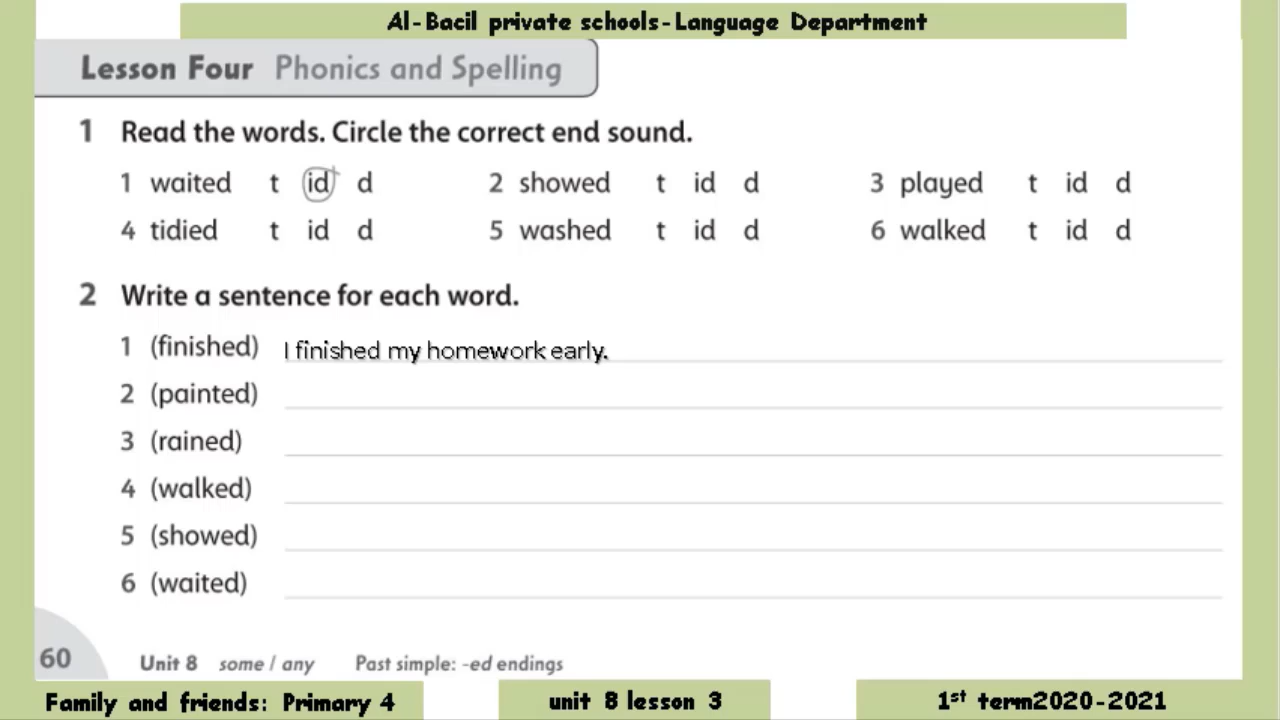 Al-Bacil private schools-Language Department
Lesson Four Phonics and Spelling
1 Read the words. Circle the correct end sound.
1 waited t id d 2 showed t id d 3 played t id d
4 tidied t id d 5 washed t id d 6 walked t id d
2 Write a sentence for each word.
1 (finished) I finished my homework early.
2 (painted)
3 (rained)
4 (walked)
5 (showed)
6 (waited)
60 Unit 8 some / any Past simple: -ed endings
Family and friends: Primary 4 unit 8 lesson 3 1st term2020-2021